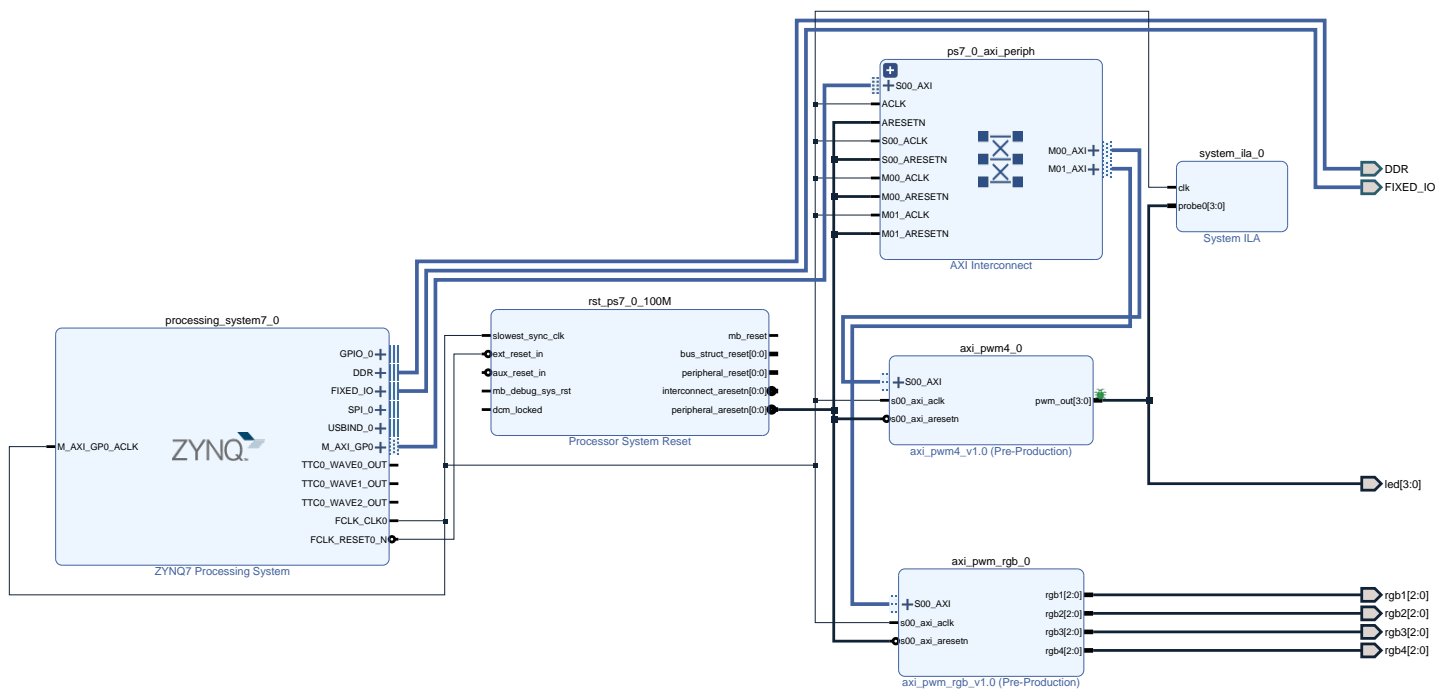 ps7_0_axi_periph
S00_AXI
ACLK
ARESETN
S00_ACLK
S00_ARESETN
M00_ACLK
M00_ARESETN
M01_ACLK
M01_ARESETN
M00_AXI
M01_AXI
AXI Interconnect
system_ila_0
clk
probe0[3:0]
System ILA
DDR
FIXED_IO
processing_system7_0
GPIO_0
DDR
FIXED_IO
SPI_0
USBIND_0
M_AXI_GP0
TTC0_WAVE0_OUT
TTC0_WAVE1_OUT
TTC0_WAVE2_OUT
FCLK_CLK0
FCLK_RESET0_N
M_AXI_GP0_ACLK
ZYNQ
ZYNQ7 Processing System
rst_ps7_0_100M
slowest_sync_clk
ext_reset_in
aux_reset_in
mb_debug_sys_rst
dcm_locked
mb_reset
bus_struct_reset[0:0]
peripheral_reset[0:0]
interconnect_aresetn[0:0]
peripheral_aresetn[0:0]
Processor System Reset
axi_pwm4_0
S00_AXI
s00_axi_aclk
s00_axi_aresetn
pwm_out[3:0]
axi_pwm4_v1.0 (Pre-Production)
led[3:0]
axi_pwm_rgb_0
S00_AXI
s00_axi_aclk
s00_axi_aresetn
rgb1[2:0]
rgb2[2:0]
rgb3[2:0]
rgb4[2:0]
axi_pwm_rgb_v1.0 (Pre-Production)
rgb1[2:0]
rgb2[2:0]
rgb3[2:0]
rgb4[2:0]